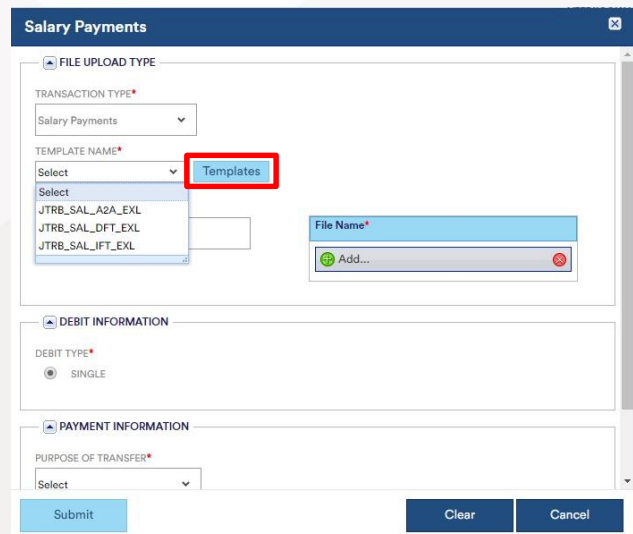 Salary Payments
FILE UPLOAD TYPE
TRANSACTION TYPE*
Salary Payments
TEMPLATE NAME*
Select
Templates
Select
JTRB_SAL_A2A_EXL
JTRB_SAL_DFT_EXL
JTRB_SAL_IFT_EXL
File Name*
Add...
DEBIT INFORMATION
DEBIT TYPE*
SINGLE
PAYMENT INFORMATION
PURPOSE OF TRANSFER*
Select
Submit
Clear
Cancel